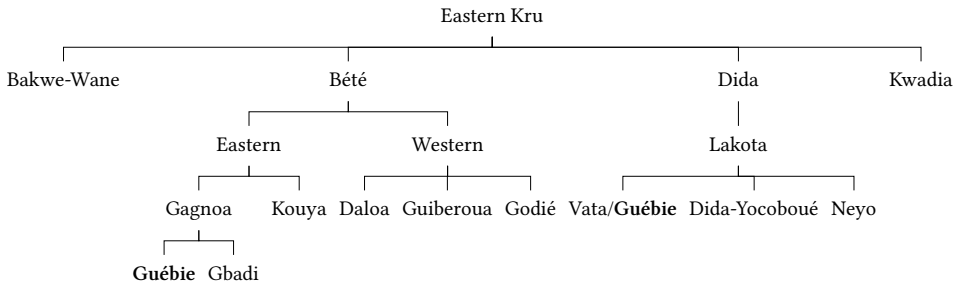 Eastern Kru
Bakwe-Wane Bété Dida Kwadia
Eastern Western Lakota
Gagnoa Kouya Daloa Guiberoua Godié Vata/Guébie Dida-Yocoboué Neyo
Guébie Gbadi